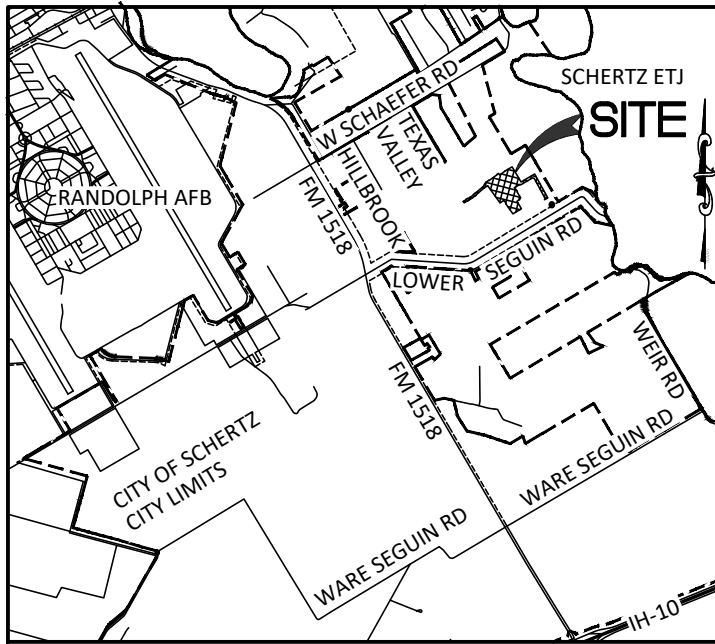 SCHERTZ ETJ
SITE
W SCHAEFER RD
TEXAS
VALLEY
HILLBROOK
RANDOLPH AFB
FM 1518
LOWER
SEGUIN RD
WEIR RD
FM 1518
CITY OF SCHERTZ
CITY LIMITS
WARE SEGUIN RD
WARE SEGUIN RD
IH-10